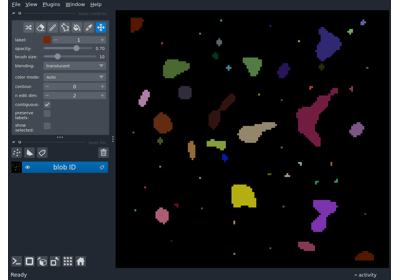 File View Plugins Window Help
label: 1
opacity: 0.70
brush size: 10
blending: translucent
color mode: auto
contour: 0
n edit dim: 2
contiguous:
preserve
labels:
show
selected:
blob ID
Ready
activity